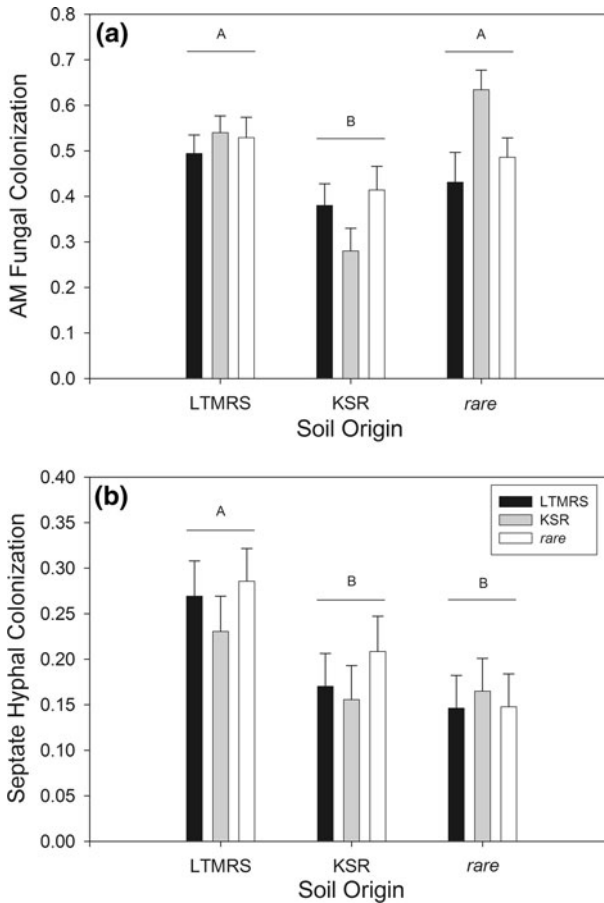 (a)
A
B
A
0.8
0.7
0.6
0.5
0.4
0.3
0.2
0.1
0.0
AM Fungal Colonization
LTMRS
KSR
rare
Soil Origin
(b)
A
B
B
LTMRS
KSR
rare
0.40
0.35
0.30
0.25
0.20
0.15
0.10
0.05
0.00
Septate Hyphal Colonization
LTMRS
KSR
rare
Soil Origin